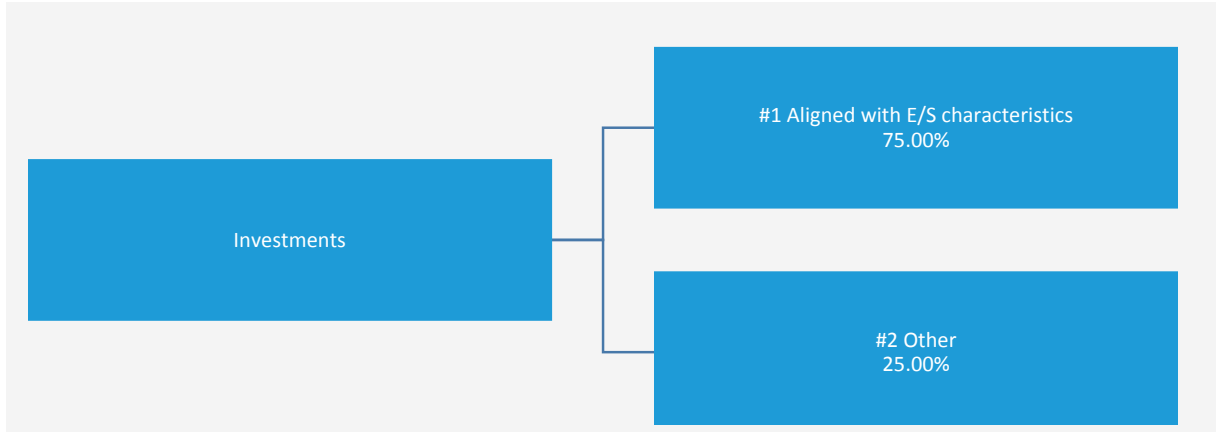 #1 Aligned with E/S characteristics
75.00%
Investments
#2 Other
25.00%